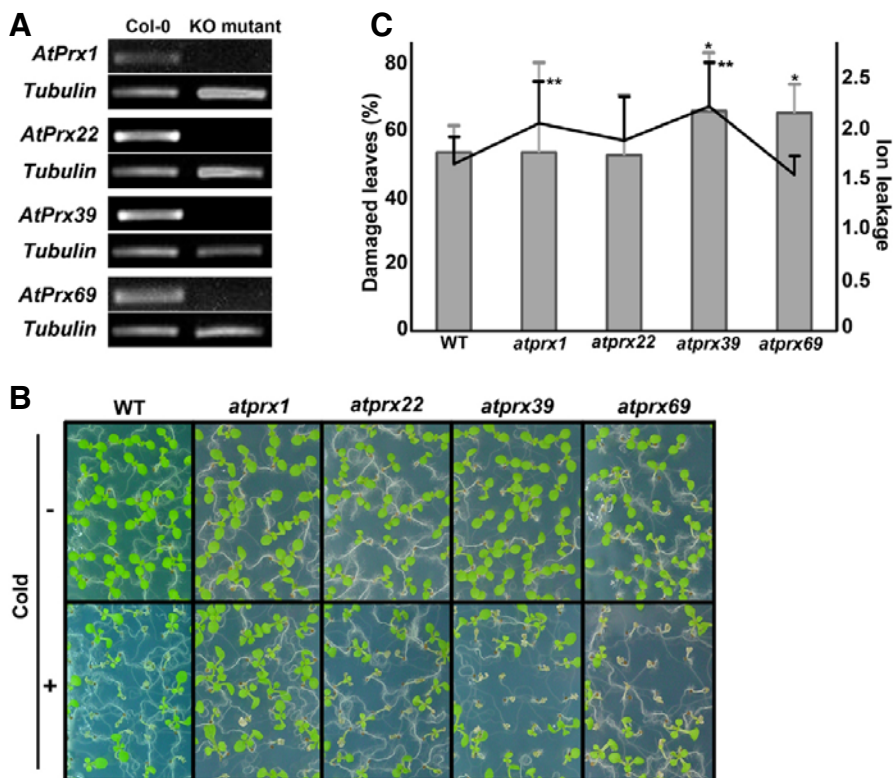 A
Col-0 KO mutant
AtPrx1
Tubulin
AtPrx22
Tubulin
AtPrx39
Tubulin
AtPrx69
Tubulin
C
Damaged leaves (%)
80
60
40
20
0
** * ** *
2.5
2.0
1.5
1.0
0.5
0
Ion leakage
WT atprx1 atprx22 atprx39 atprx69
B
WT atprx1 atprx22 atprx39 atprx69
Cold
-
+